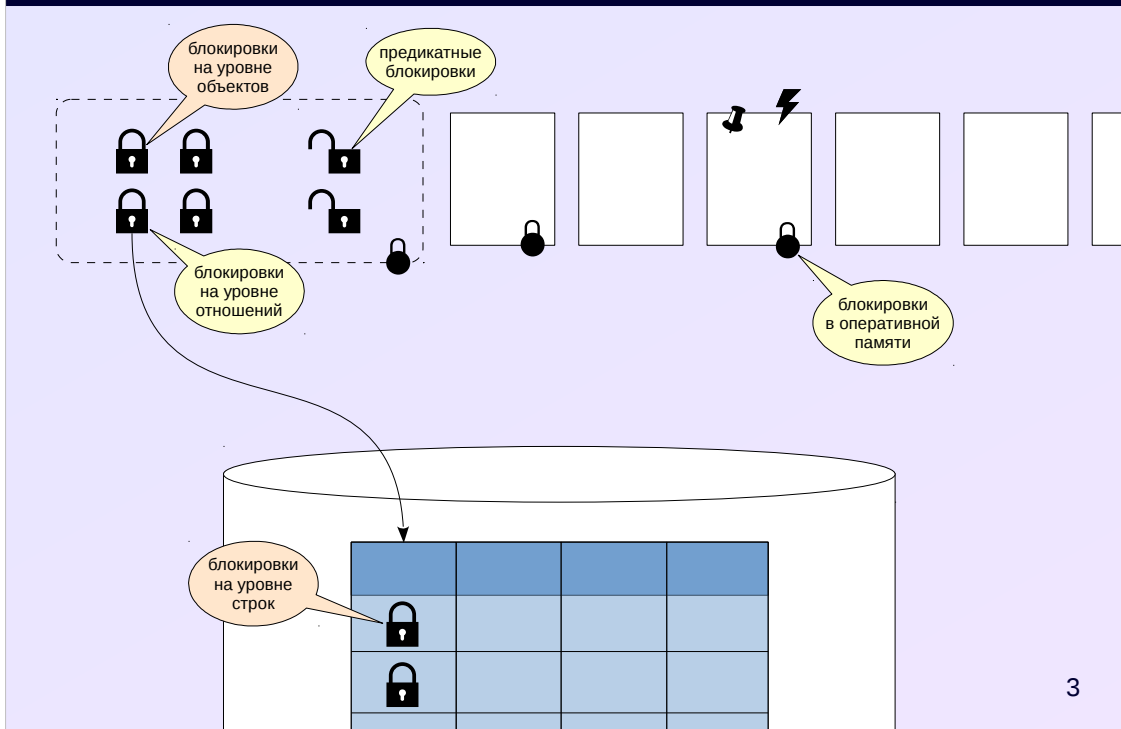 блокировки
на уровне
объектов
предикатные
блокировки
блокировки
на уровне
отношений
блокировки
в оперативной
памяти
блокировки
на уровне
строк
3